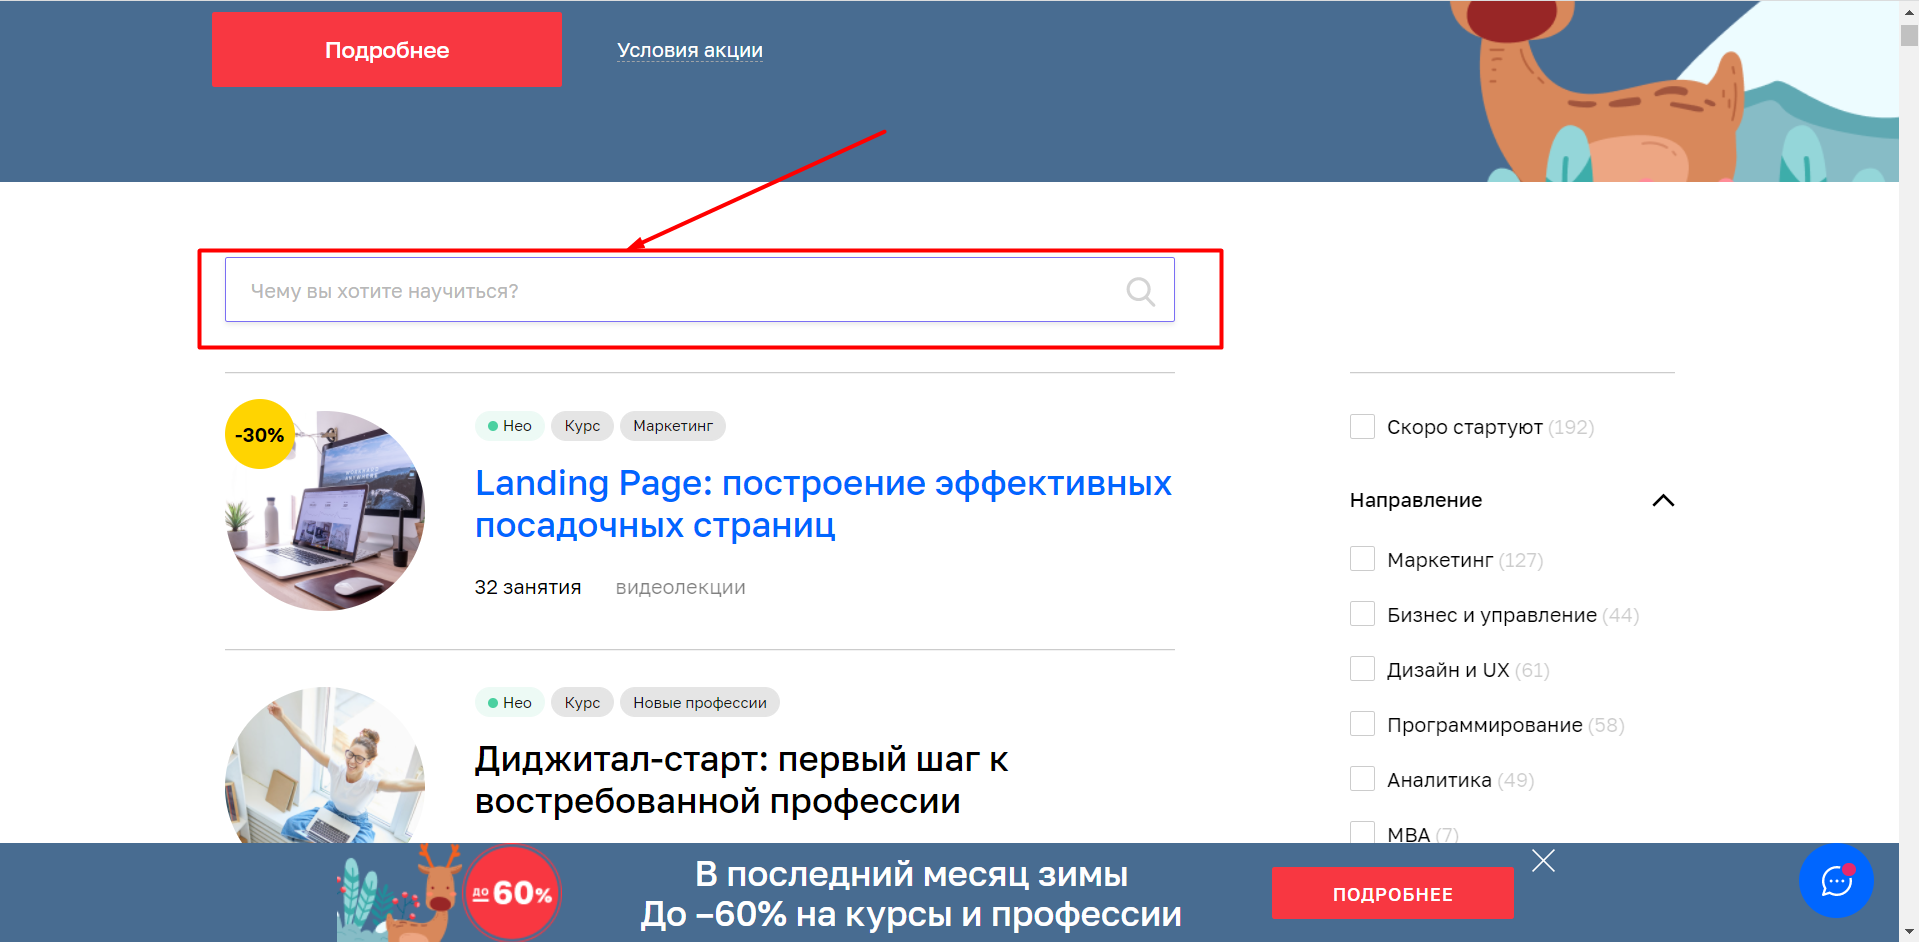 Подробнее
Условия акции
Чему вы хотите научиться?
-30%
Нео
Курс
Маркетинг
Landing Page: построение эффективных
посадочных страниц
32 занятия
видеолекции
Нео
Курс
Новые профессии
Диджитал-старт: первый шаг к
востребованной профессии
Скоро стартуют (192)
Направление
Маркетинг (127)
Бизнес и управление (44)
Дизайн и UX (61)
Программирование (58)
Аналитика (49)
MBA (7)
до 60%
В последний месяц зимы
До –60% на курсы и профессии
ПОДРОБНЕЕ